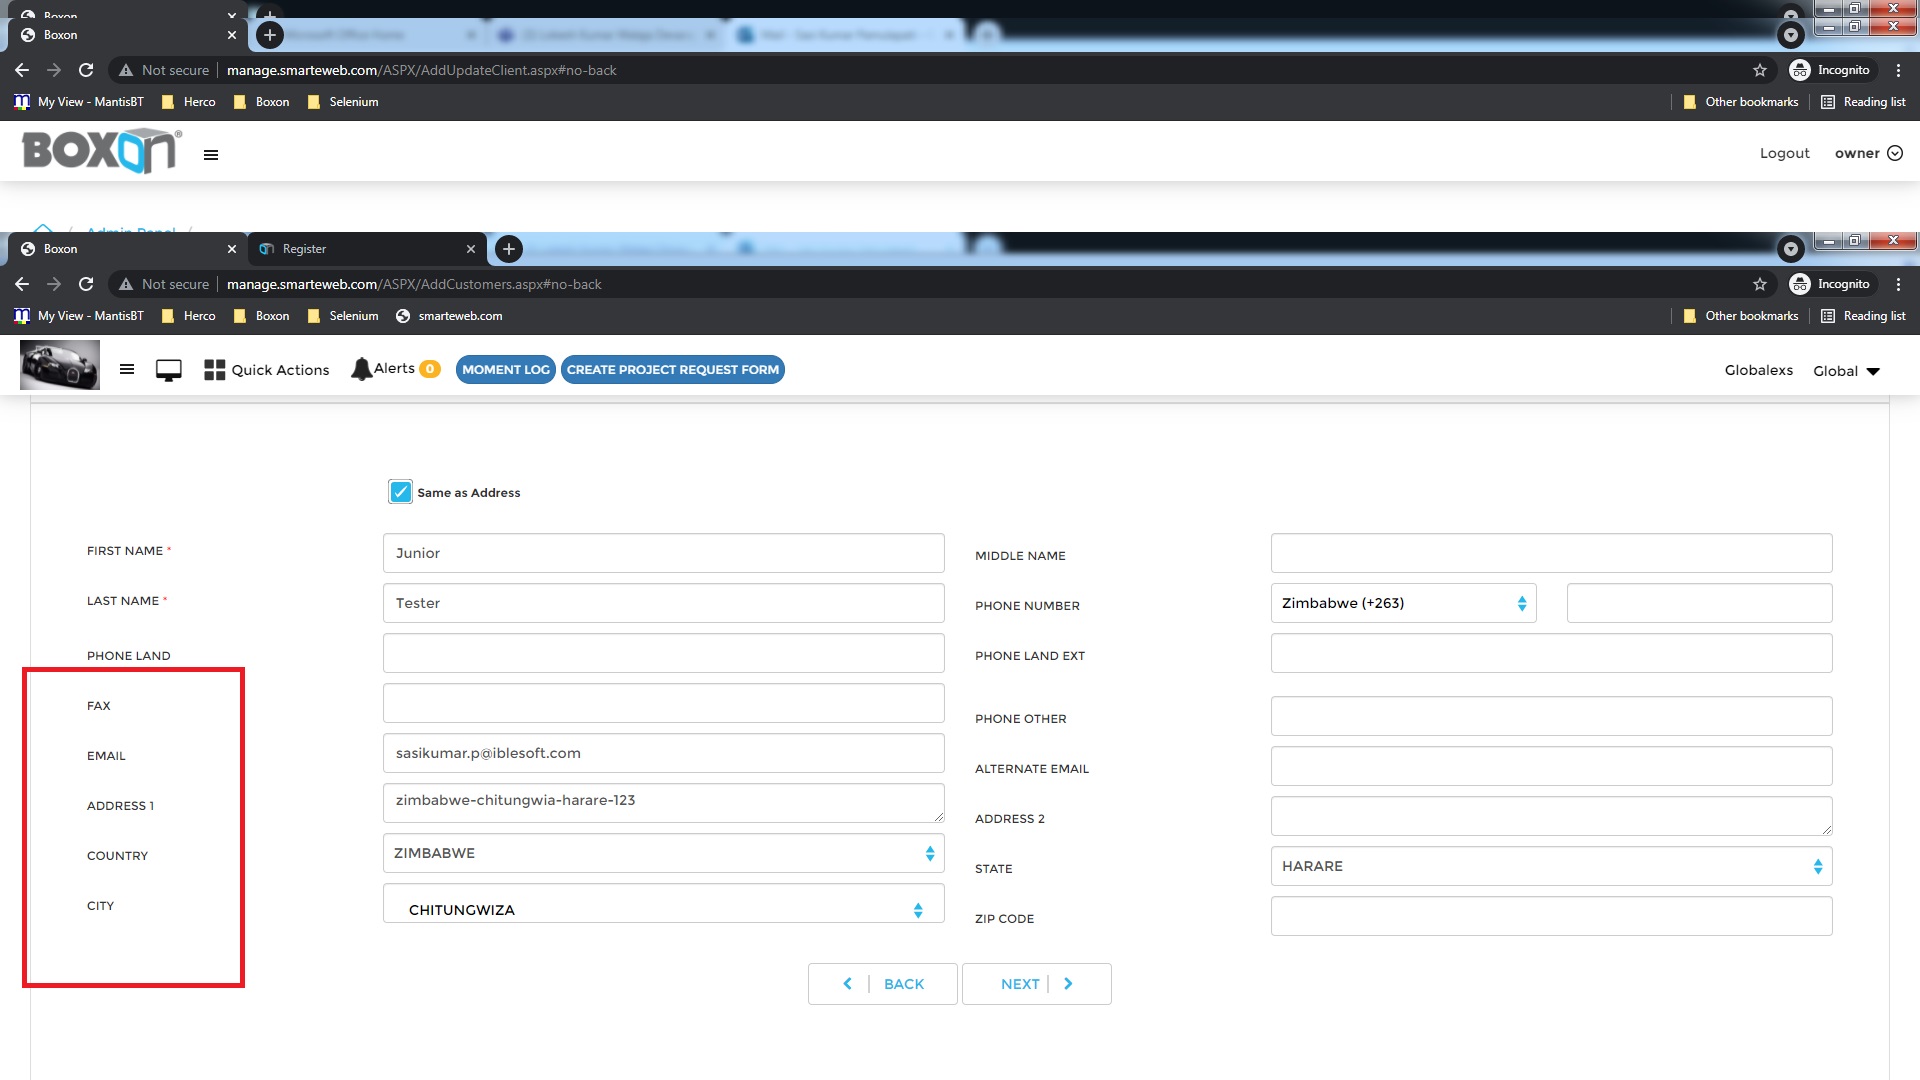 Boxon
Boxon
Not secure manage.smarteweb.com/ASPX/AddUpdateClient.aspx#no-back Incognito
My View - MantisBT Herco Boxon Selenium Other bookmarks Reading list
BOXON® Logout owner
/ Admin Panel /
Boxon Register
Not secure manage.smarteweb.com/ASPX/AddCustomers.aspx#no-back Incognito
My View - MantisBT Herco Boxon Selenium smarteweb.com Other bookmarks Reading list
Quick Actions Alerts 0 MOMENT LOG CREATE PROJECT REQUEST FORM Globalexs Global
Same as Address
FIRST NAME * Junior MIDDLE NAME
LAST NAME * Tester PHONE NUMBER Zimbabwe (+263)
PHONE LAND PHONE LAND EXT
FAX PHONE OTHER
EMAIL sasikumar.p@iblesoft.com ALTERNATE EMAIL
ADDRESS 1 zimbabwe-chitungwia-harare-123 ADDRESS 2
COUNTRY ZIMBABWE STATE HARARE
CITY CHITUNGWIZA ZIP CODE
BACK NEXT